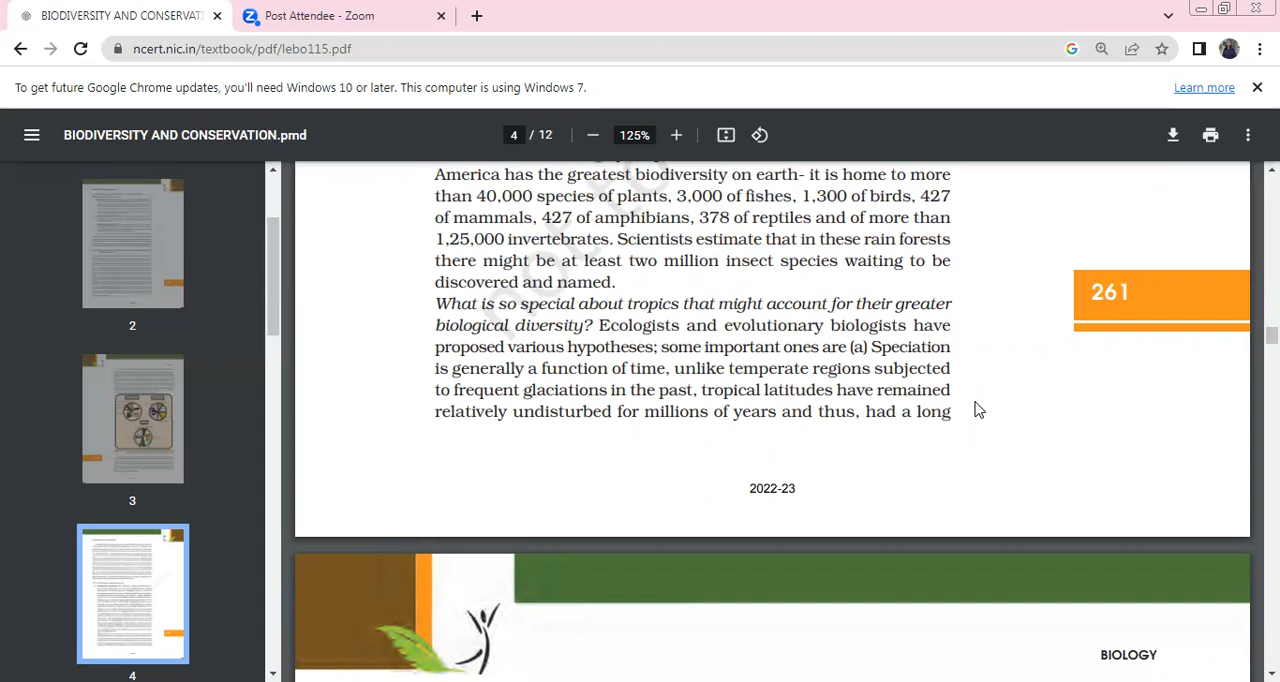 BIODIVERSITY AND CONSERVATI
Post Attendee - Zoom
ncert.nic.in/textbook/pdf/lebo115.pdf
To get future Google Chrome updates, you'll need Windows 10 or later. This computer is using Windows 7.
Learn more
BIODIVERSITY AND CONSERVATION.pmd
4 / 12
125%
America has the greatest biodiversity on earth- it is home to more
than 40,000 species of plants, 3,000 of fishes, 1,300 of birds, 427
of mammals, 427 of amphibians, 378 of reptiles and of more than
1,25,000 invertebrates. Scientists estimate that in these rain forests
there might be at least two million insect species waiting to be
discovered and named.
What is so special about tropics that might account for their greater
biological diversity? Ecologists and evolutionary biologists have
proposed various hypotheses; some important ones are (a) Speciation
is generally a function of time, unlike temperate regions subjected
to frequent glaciations in the past, tropical latitudes have remained
relatively undisturbed for millions of years and thus, had a long
not
261
2022-23
BIOLOGY
2
3
4